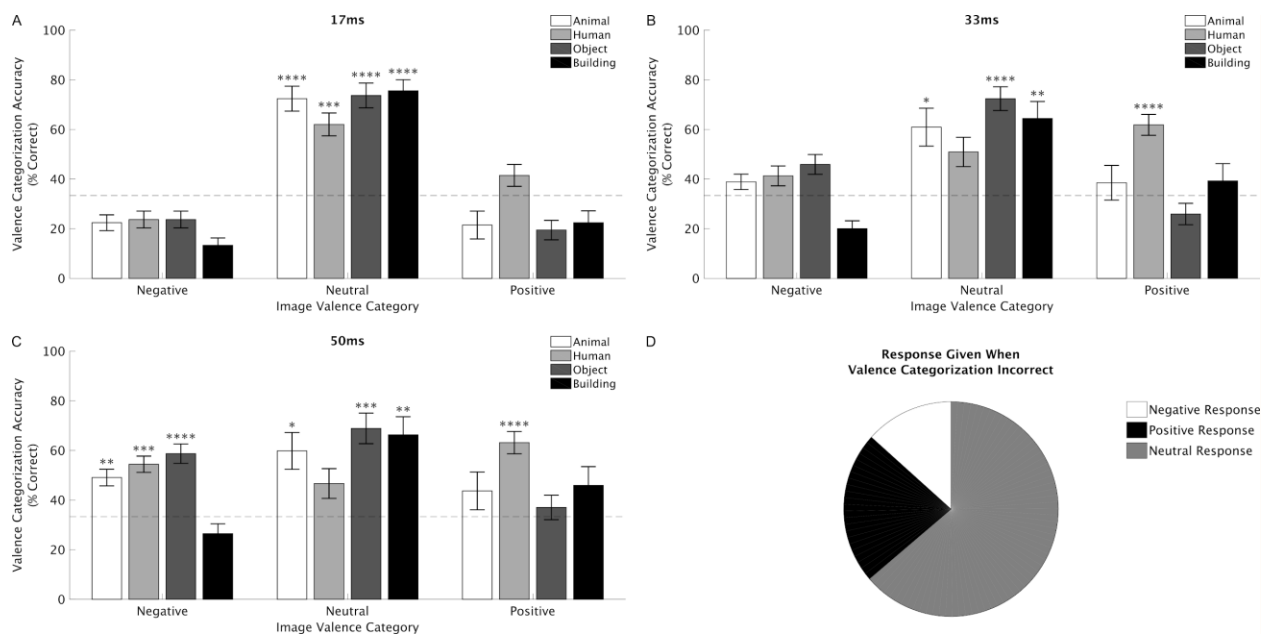 A
17ms
Animal
Human
Object
Building
Valence Categorization Accuracy
(% Correct)
100
80
60
40
20
0
****
***
****
****
Negative
Neutral
Positive
Image Valence Category
B
33ms
Animal
Human
Object
Building
Valence Categorization Accuracy
(% Correct)
100
80
60
40
20
0
*
****
**
****
Negative
Neutral
Positive
Image Valence Category
C
50ms
Animal
Human
Object
Building
Valence Categorization Accuracy
(% Correct)
100
80
60
40
20
0
**
***
****
*
***
**
****
Negative
Neutral
Positive
Image Valence Category
D
Response Given When
Valence Categorization Incorrect
Negative Response
Positive Response
Neutral Response